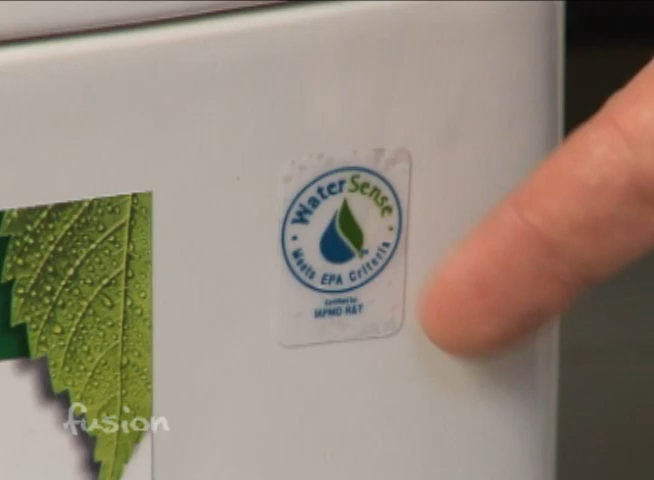 WaterSense
Meets EPA Criteria
Certified by
IAPMO R&T
fusion